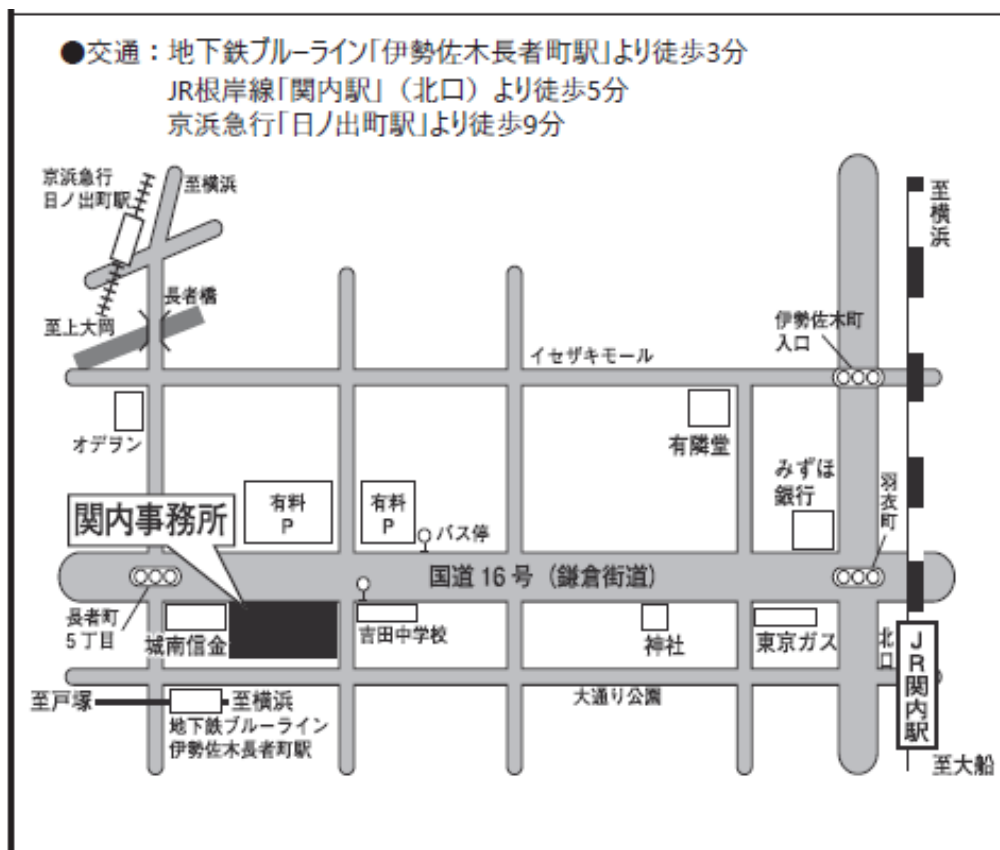 ●交通：地下鉄ブルーライン「伊勢佐木長者町駅」より徒歩3分
JR根岸線「関内駅」（北口）より徒歩5分
京浜急行「日ノ出町駅」より徒歩9分
京浜急行
日ノ出町駅
至横浜
至横浜
長者橋
至上大岡
伊勢佐木町
入口
イセザキモール
オデヲン
有隣堂
みずほ
銀行
羽衣町
関内事務所
有料
P
有料
P
バス停
国道16号（鎌倉街道）
長者町
5丁目
城南信金
吉田中学校
神社
東京ガス
北口
JR関内駅
大通り公園
至戸塚
至横浜
地下鉄ブルーライン
伊勢佐木長者町駅
至大船